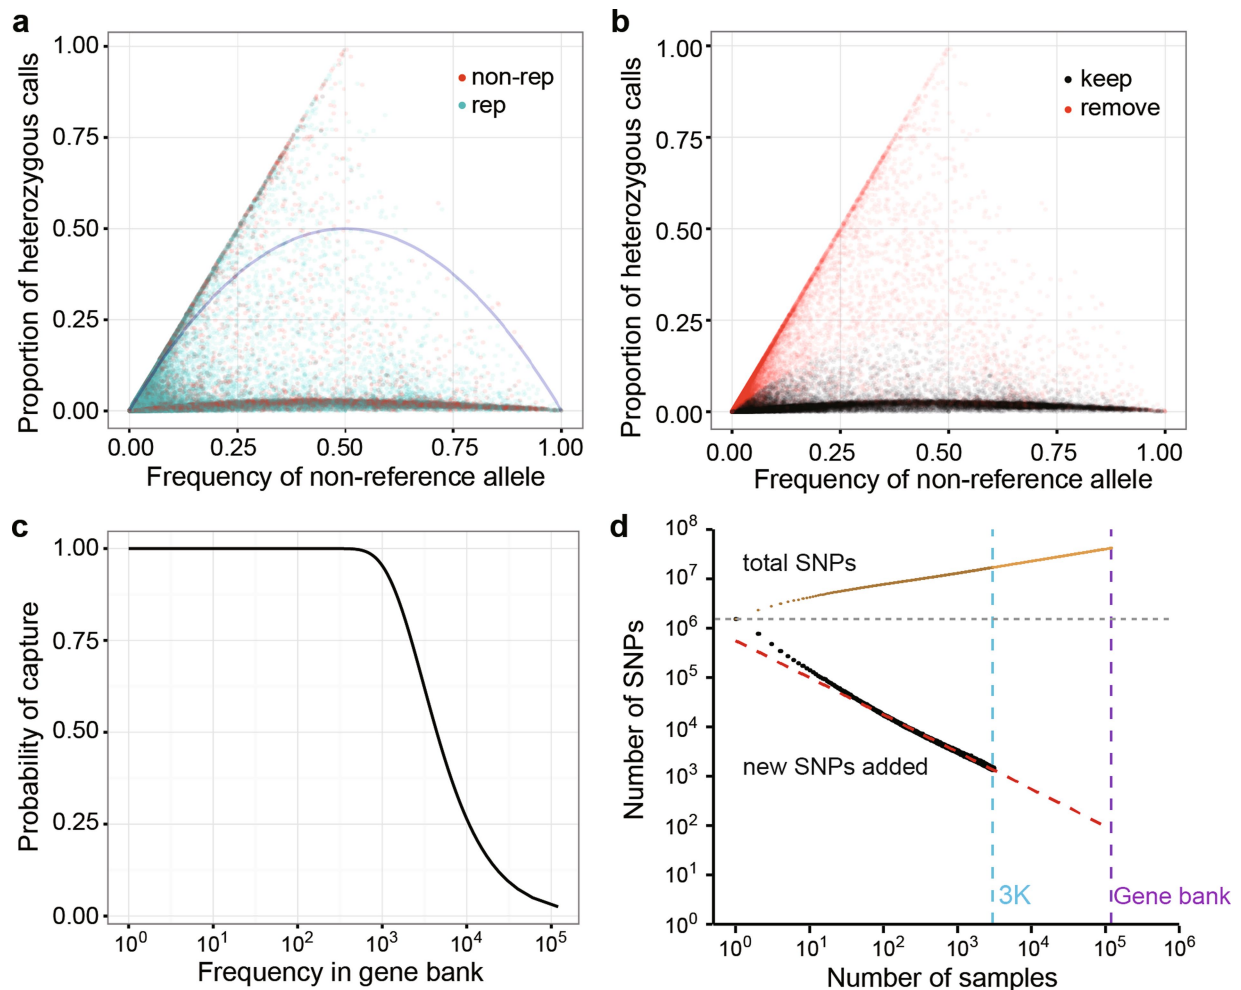 a
Proportion of heterozygous calls
1.00
0.75
0.50
0.25
0.00
non-rep
rep
0.00 0.25 0.50 0.75 1.00
Frequency of non-reference allele
b
Proportion of heterozygous calls
1.00
0.75
0.50
0.25
0.00
keep
remove
0.00 0.25 0.50 0.75 1.00
Frequency of non-reference allele
c
Probability of capture
1.00
0.75
0.50
0.25
0.00
10⁰ 10¹ 10² 10³ 10⁴ 10⁵
Frequency in gene bank
d
Number of SNPs
10⁸
10⁷
10⁶
10⁵
10⁴
10³
10²
10¹
10⁰
total SNPs
new SNPs added
3K
Gene bank
10⁰ 10¹ 10² 10³ 10⁴ 10⁵ 10⁶
Number of samples